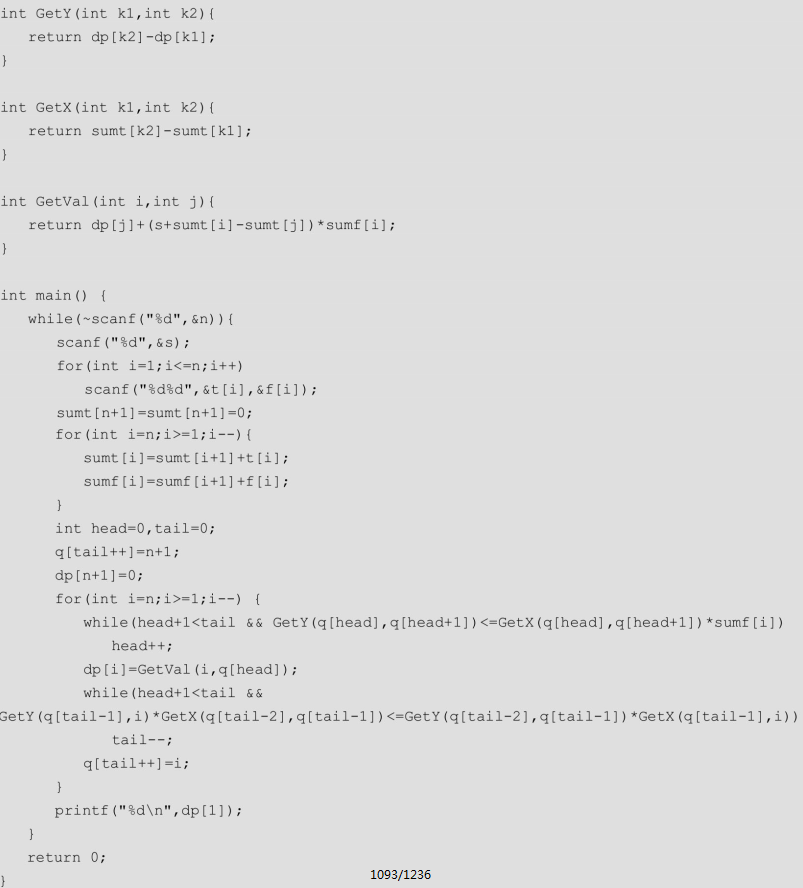 int GetY(int k1,int k2){
return dp[k2]-dp[k1];
}
int GetX(int k1,int k2){
return sumt[k2]-sumt[k1];
}
int GetVal(int i,int j){
return dp[j]+(s+sumt[i]-sumt[j])*sumf[i];
}
int main() {
while(~scanf("%d",&n)){
scanf("%d",&s);
for(int i=1;i<=n;i++)
scanf("%d%d",&t[i],&f[i]);
sumt[n+1]=sumt[n+1]=0;
for(int i=n;i>=1;i--){
sumt[i]=sumt[i+1]+t[i];
sumf[i]=sumf[i+1]+f[i];
}
int head=0,tail=0;
q[tail++]=n+1;
dp[n+1]=0;
for(int i=n;i>=1;i--) {
while(head+1<tail && GetY(q[head],q[head+1])<=GetX(q[head],q[head+1])*sumf[i])
head++;
dp[i]=GetVal(i,q[head]);
while(head+1<tail &&
GetY(q[tail-1],i)*GetX(q[tail-2],q[tail-1])<=GetY(q[tail-2],q[tail-1])*GetX(q[tail-1],i))
tail--;
q[tail++]=i;
}
printf("%d\n",dp[1]);
}
return 0;
}
1093/1236